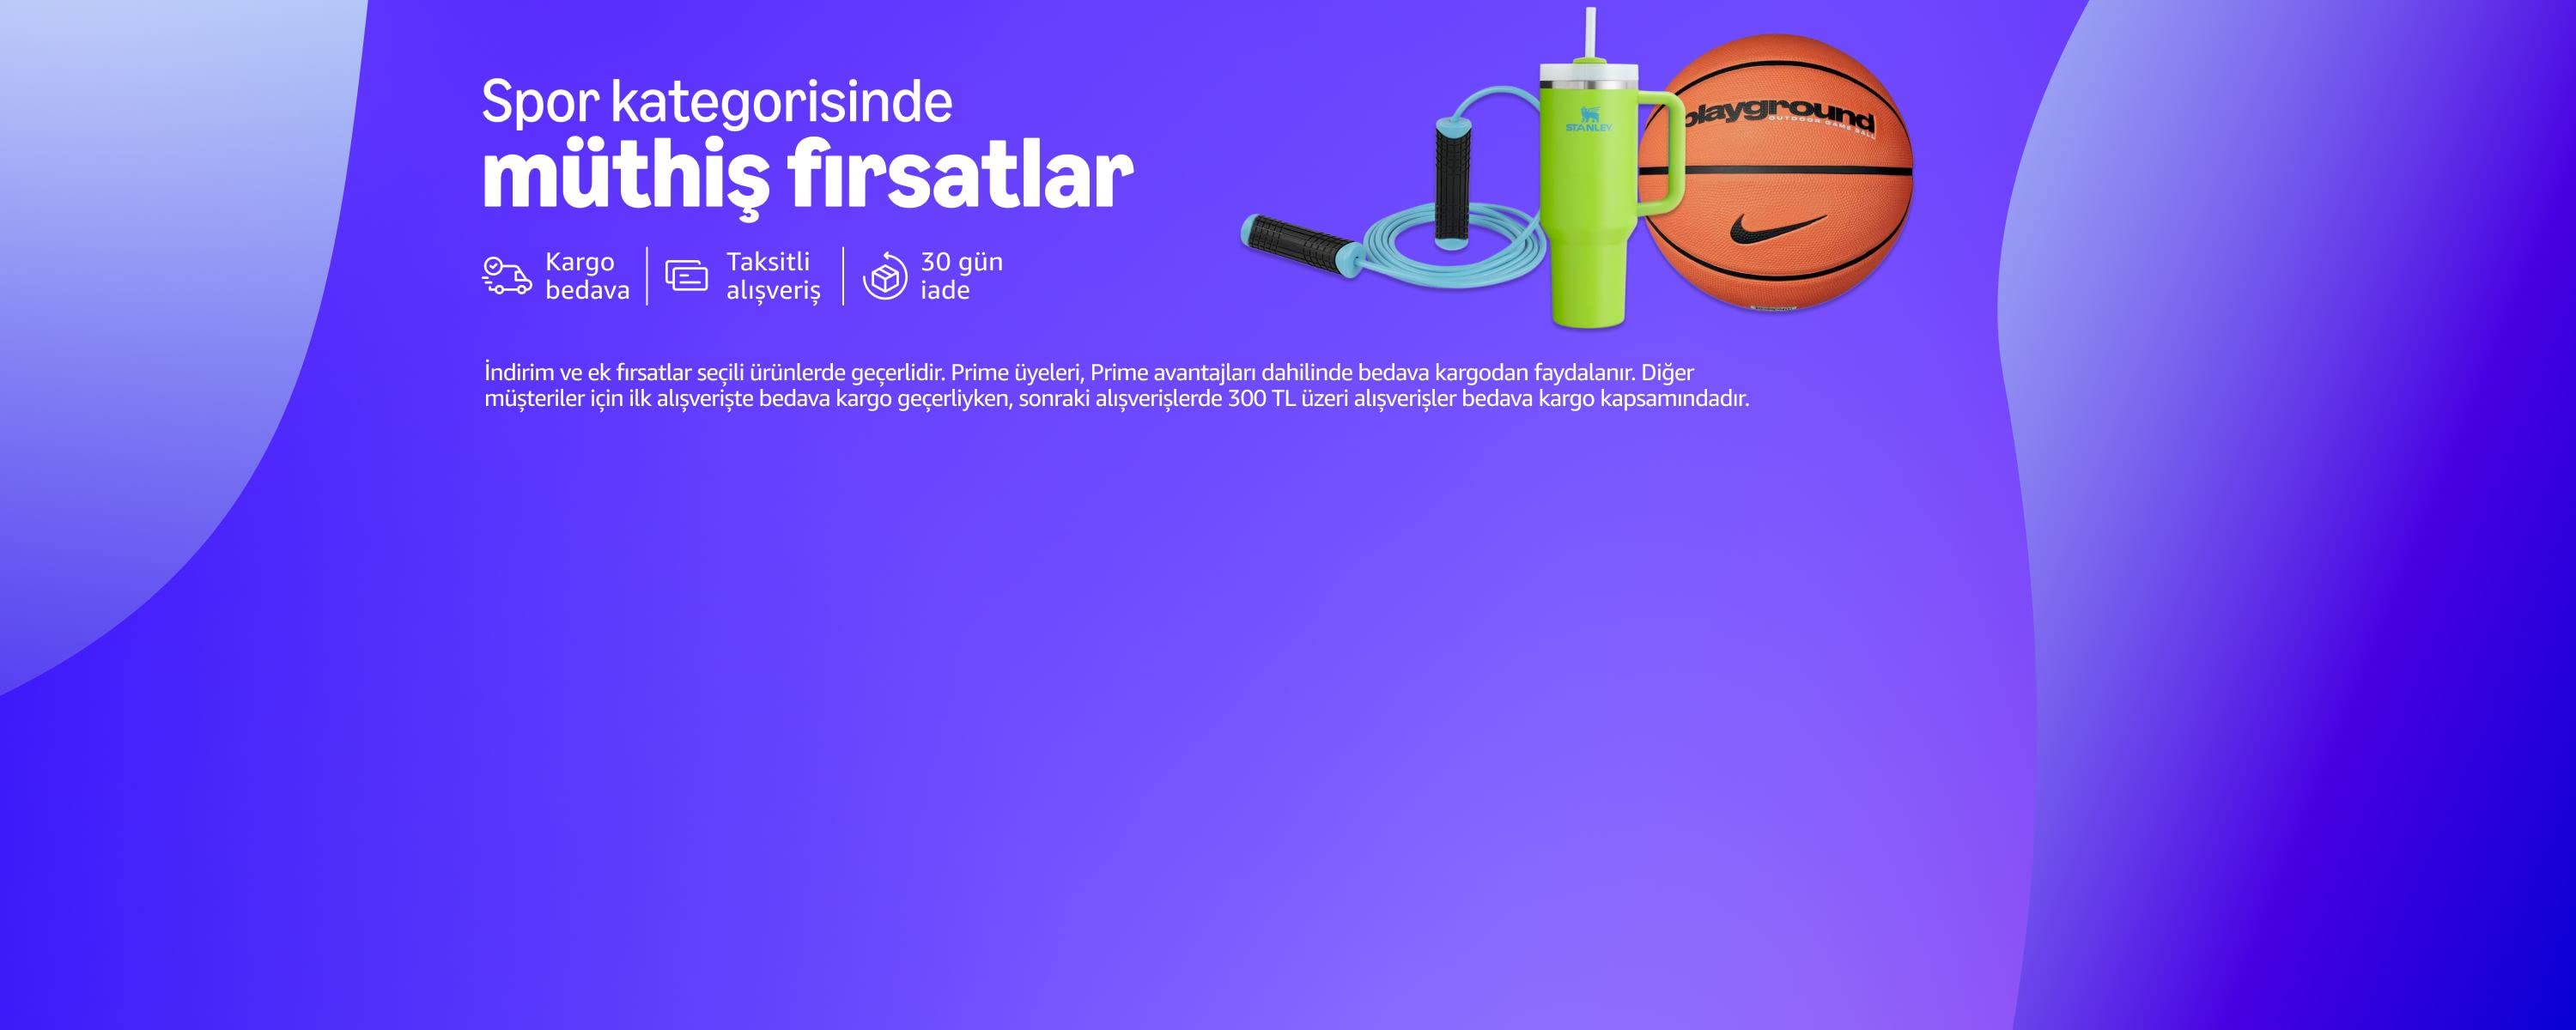 Spor kategorisinde
müthiş fırsatlar
Kargo
bedava
Taksitli
alışveriş
30 gün
iade
İndirim ve ek fırsatlar seçili ürünlerde geçerlidir. Prime üyeleri, Prime avantajları dahilinde bedava kargodan faydalanır. Diğer
müşteriler için ilk alışverişte bedava kargo geçerliyken, sonraki alışverişlerde 300 TL üzeri alışverişler bedava kargo kapsamındadır.
STANLEY
playground
OUTDOOR GAME BALL